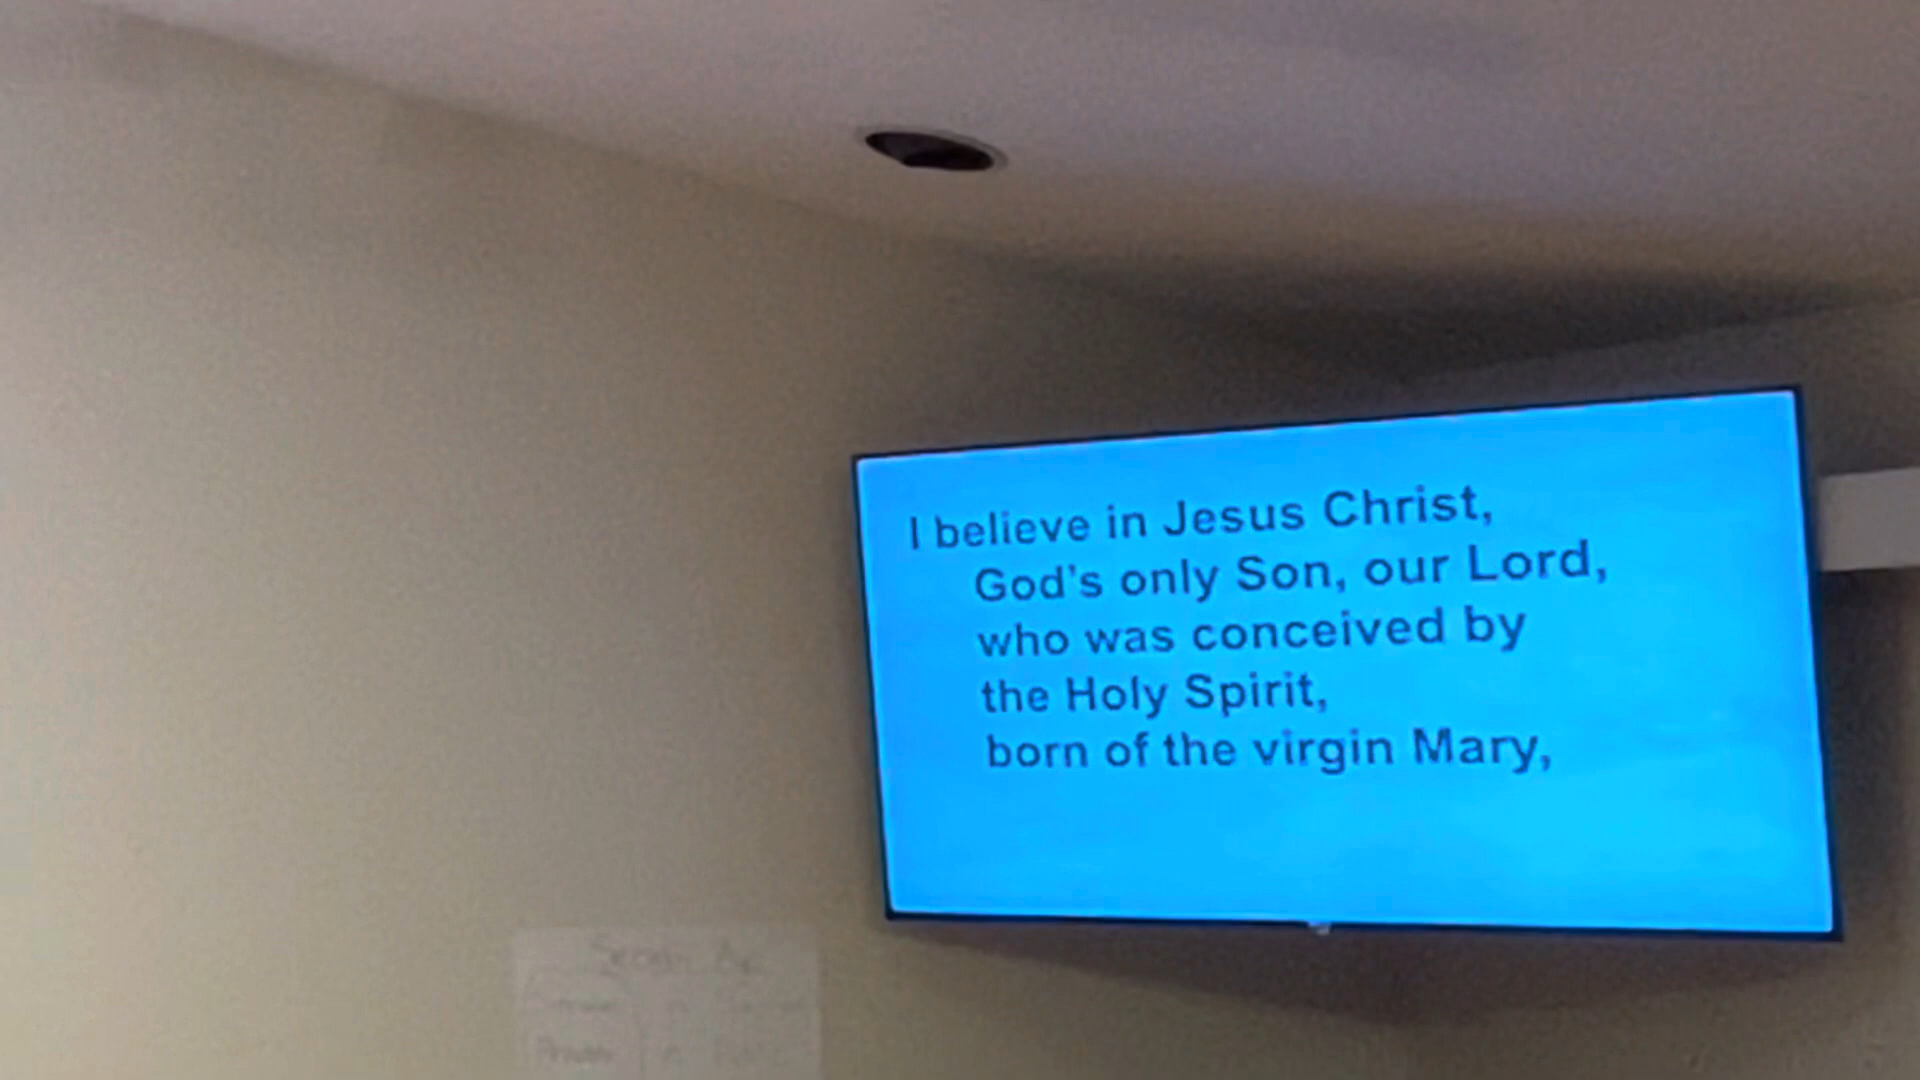 I believe in Jesus Christ,
God's only Son, our Lord,
who was conceived by
the Holy Spirit,
born of the virgin Mary,